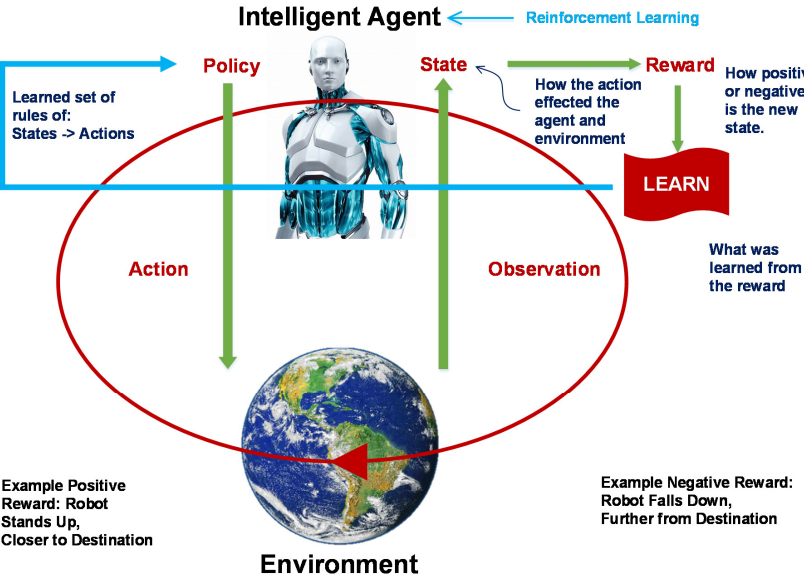 Intelligent Agent
Reinforcement Learning
Policy
State
Reward
Learned set of
rules of:
States -> Actions
How the action
effected the
agent and
environment
How positiv
or negative
is the new
state.
LEARN
What was
learned from
the reward
Action
Observation
Example Positive
Reward: Robot
Stands Up,
Closer to Destination
Example Negative Reward:
Robot Falls Down,
Further from Destination
Environment